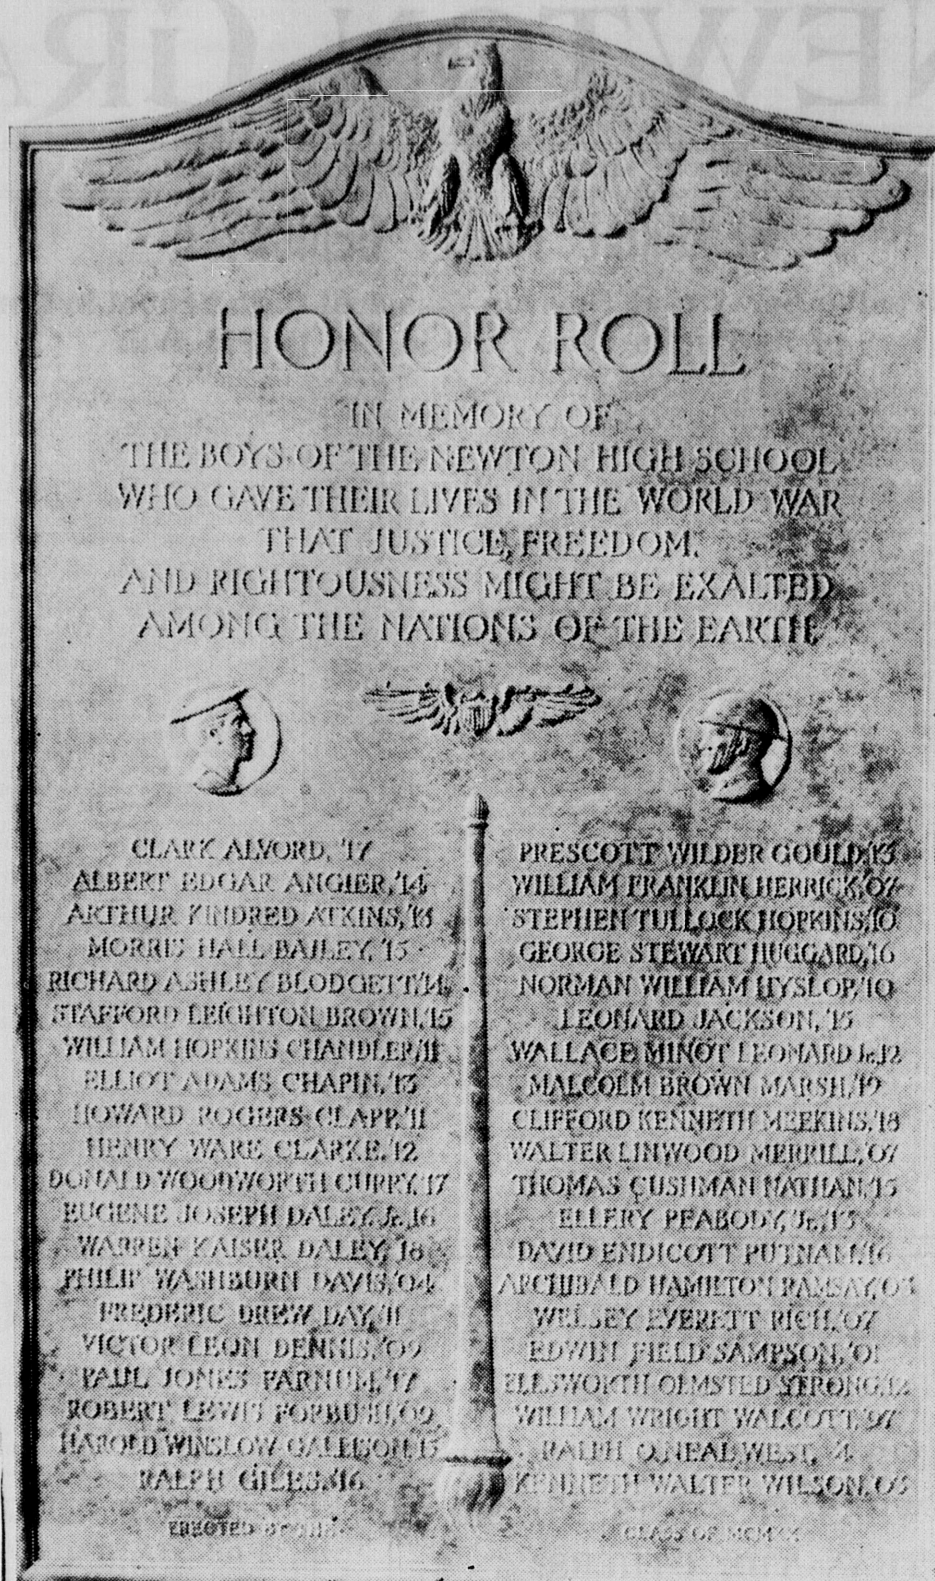 HONOR ROLL
IN MEMORY OF
THE BOYS OF THE NEWTON HIGH SCHOOL
WHO GAVE THEIR LIVES IN THE WORLD WAR
THAT JUSTICE, FREEDOM,
AND RIGHTOUSNESS MIGHT BE EXALTED
AMONG THE NATIONS OF THE EARTH.
CLARK ALVORD, '17
ALBERT EDGAR ANGIER, '14
ARTHUR KINDRED ATKINS,
MORRIS HALL BAILEY, '15
RICHARD ASHLEY BLODGETT, '14
STAFFORD LEIGHTON BROWN, '15
WILLIAM HOPKINS CHANDLER, '11
ELLIOT ADAMS CHAPIN, '13
HOWARD ROGERS CLAPP, '11
HENRY WARE CLARKE, '12
DONALD WOODWORTH CURRY, '17
EUGENE JOSEPH DALEY, Jr., '16
WARREN KAISER DALEY, '18
PHILIP WASHBURN DAVIS, '04
FREDERIC DREW DAY, '11
VICTOR LEON DENNIS, '09
PAUL JONES FARNUM, '17
ROBERT LEWIS FORBUSH, '09
HAROLD WINSLOW GALLISON,
RALPH GILES, '16
PRESCOTT WILDER GOULD, '13
WILLIAM FRANKLIN HERRICK, '07
STEPHEN TULLOCK HOPKINS, '10
GEORGE STEWART HUGGARD, '16
NORMAN WILLIAM HYSLOP, '10
LEONARD JACKSON, '15
WALLACE MINOT LEONARD Jr., '12
MALCOLM BROWN MARSH, '19
CLIFFORD KENNETH MEEKINS, '18
WALTER LINWOOD MERRILL, '07
THOMAS CUSHMAN NATHAN, '15
ELLERY PEABODY, Jr., '13
DAVID ENDICOTT PUTNAM, '16
ARCHIBALD HAMILTON RAMSAY,
WELSEY EVERETT RICH, '07
EDWIN FIELD SAMPSON, '01
ELLSWORTH OLMSTED STRONG, '12
WILLIAM WRIGHT WALCOTT, '97
RALPH O'NEAL WEST,
KENNETH WALTER WILSON,
ERECTED BY THE
CLASS OF